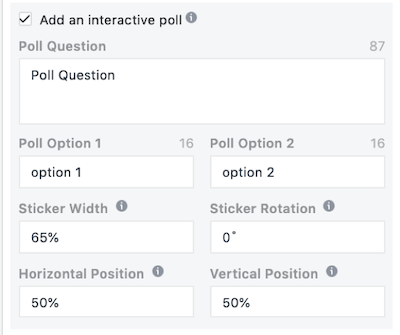 Add an interactive poll
Poll Question 87
Poll Question
Poll Option 1 16 Poll Option 2 16
option 1 option 2
Sticker Width Sticker Rotation
65% 0°
Horizontal Position Vertical Position
50% 50%